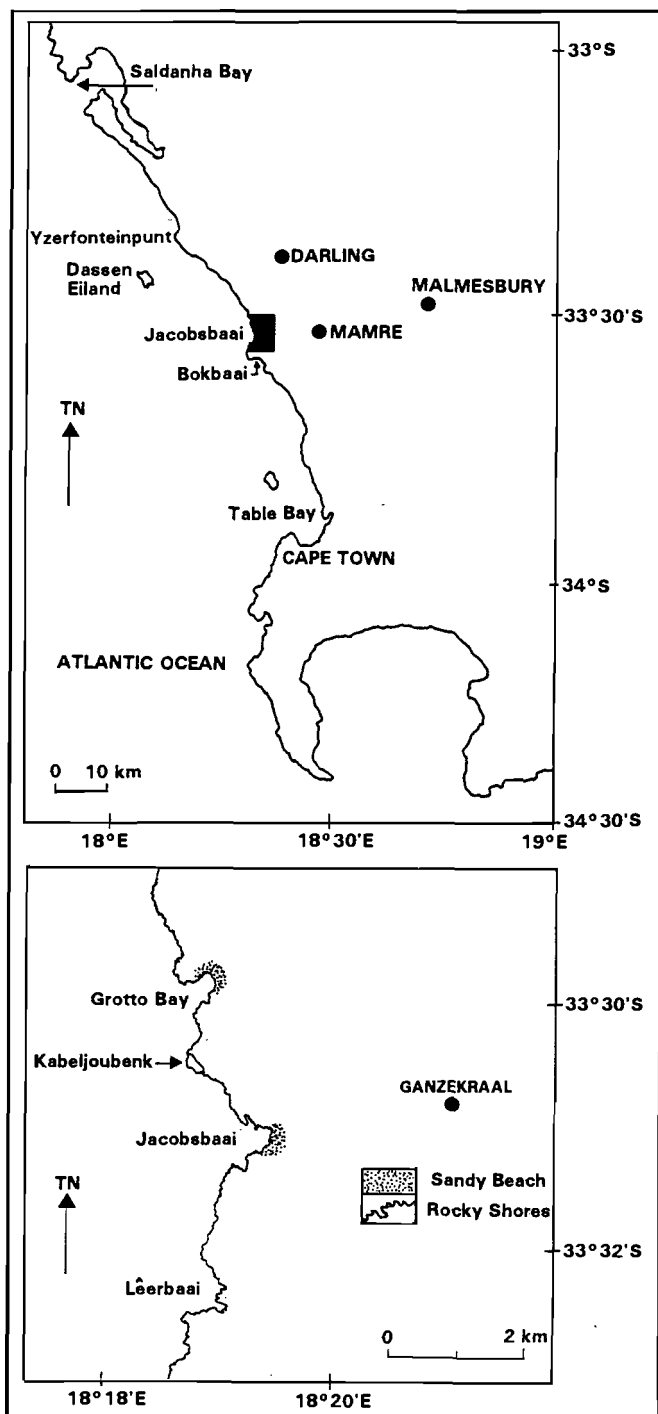 33°S
Saldanha Bay
Yzerfonteinpunt
DARLING
Dassen
Eiland
MALMESBURY
33°30'S
Jacobsbaai
MAMRE
Bokbaai
TN
Table Bay
CAPE TOWN
34°S
ATLANTIC OCEAN
0 10 km
34°30'S
18°E
18°30'E
19°E
Grotto Bay
33°30'S
Kabeljoubenk
GANZEKRAAL
Jacobsbaai
Sandy Beach
TN
Rocky Shores
33°32'S
Lêerbaai
0 2 km
18°18'E
18°20'E